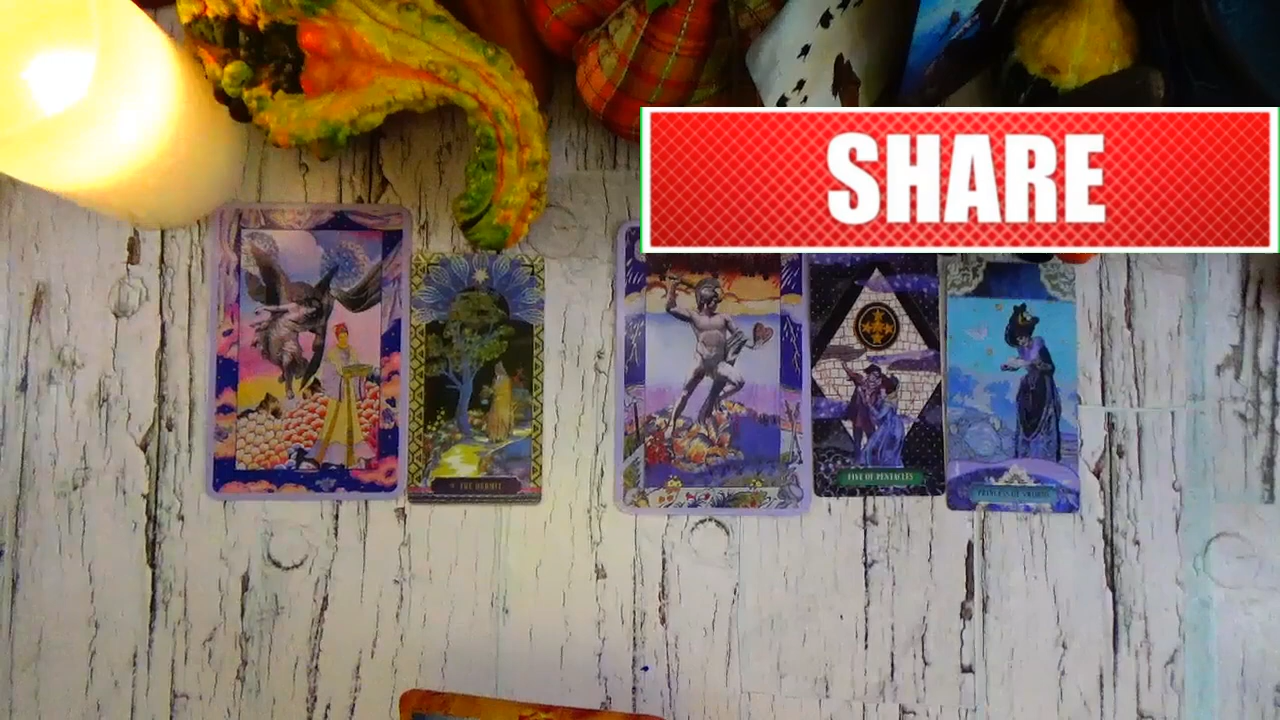 SHARE
THE HERMIT
FIVE OF PENTACLES
PRINCESS OF SWORDS